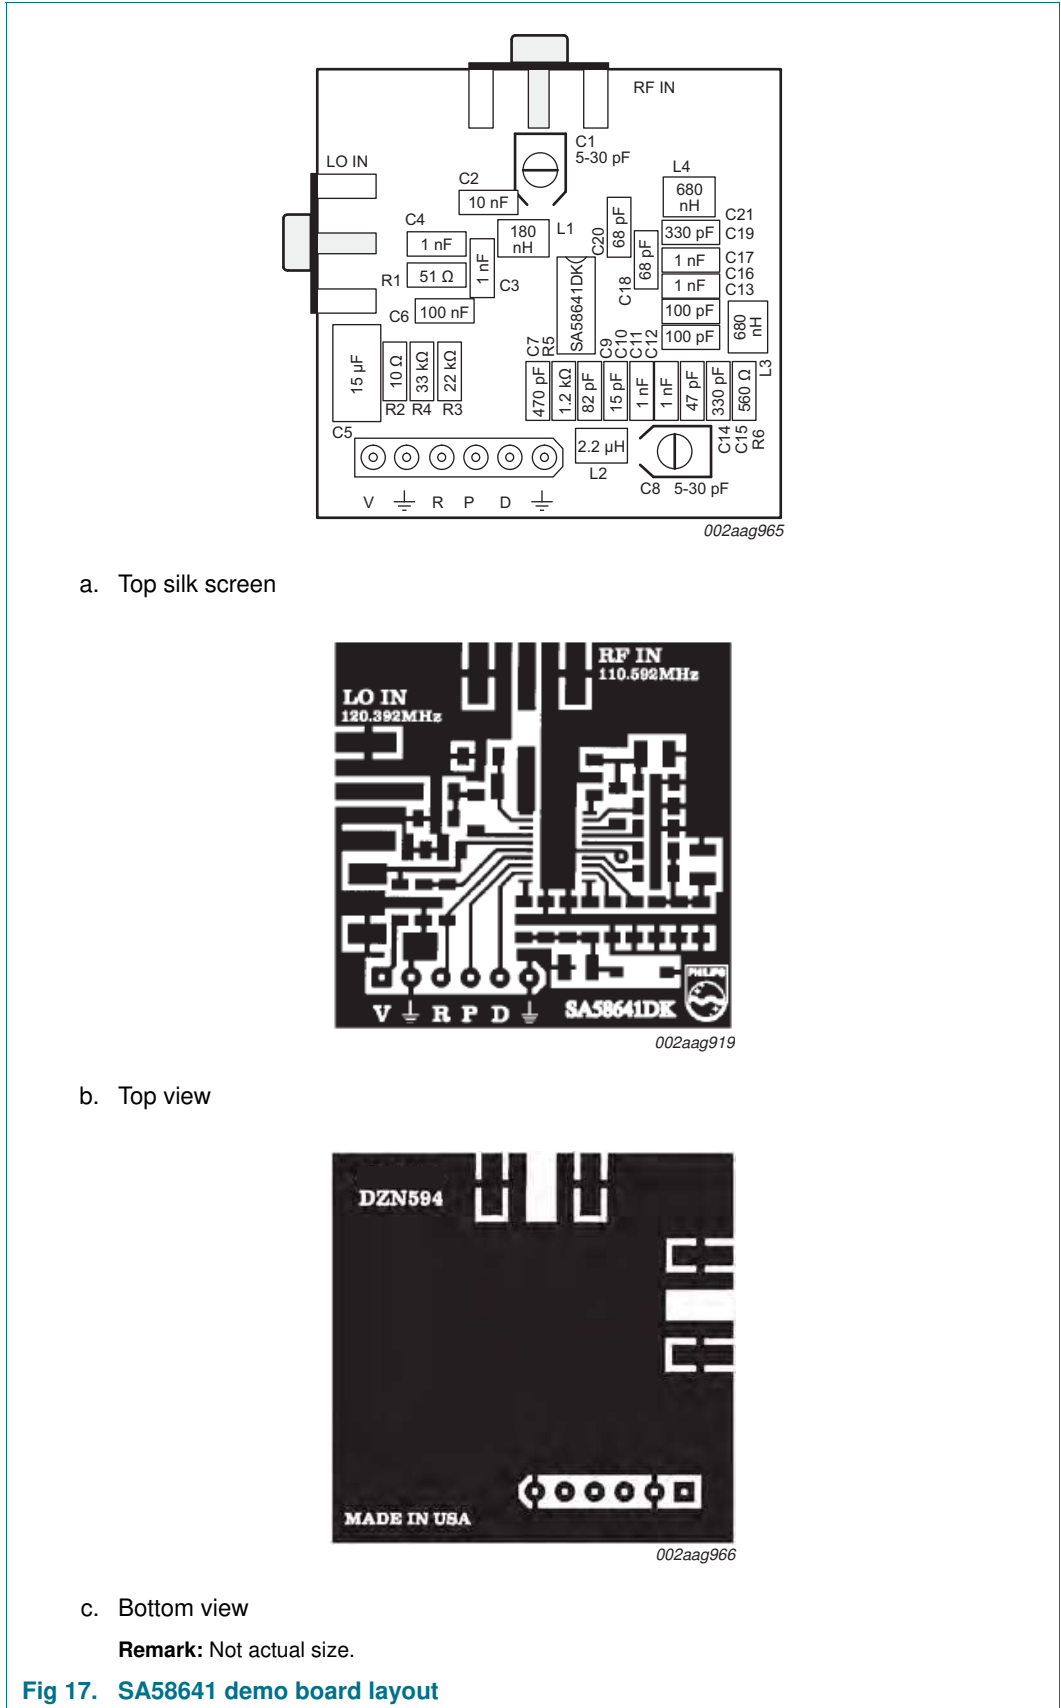 RF IN
C1
5-30 pF
LO IN
L4
680
nH
C2
10 nF
C4
1 nF
180
nH
L1
C20
68 pF
C18
68 pF
C21
330 pF
C19
1 nF
C17
C16
1 nF
C13
100 pF
100 pF
680
nH
L3
R1
51 Ω
1 nF
C3
C6
100 nF
SA58641DK
15 µF
C5
10 Ω
33 kΩ
22 kΩ
R2
R4
R3
C7
R5
C9
C10
C11
C12
470 pF
1.2 kΩ
82 pF
15 pF
1 nF
1 nF
47 pF
330 pF
560 Ω
C14
C15
R6
2.2 µH
L2
C8 5-30 pF
V R P D
002aag965
a. Top silk screen
RF IN
110.592MHz
LO IN
120.392MHz
V R P D
SA58641DK
PHILIPS
002aag919
b. Top view
DZN594
MADE IN USA
002aag966
c. Bottom view
Remark: Not actual size.
Fig 17. SA58641 demo board layout